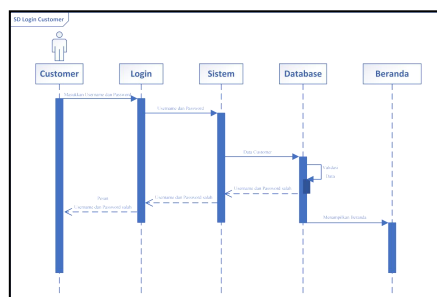 SD Login Customer
Customer
Login
Sistem
Database
Beranda
Masukkan Username dan Password
Username dan Password
Data Customer
Validasi
Data
Username dan Password salah
Username dan Password salah
Pesan
Username dan Password salah
Menampilkan Beranda